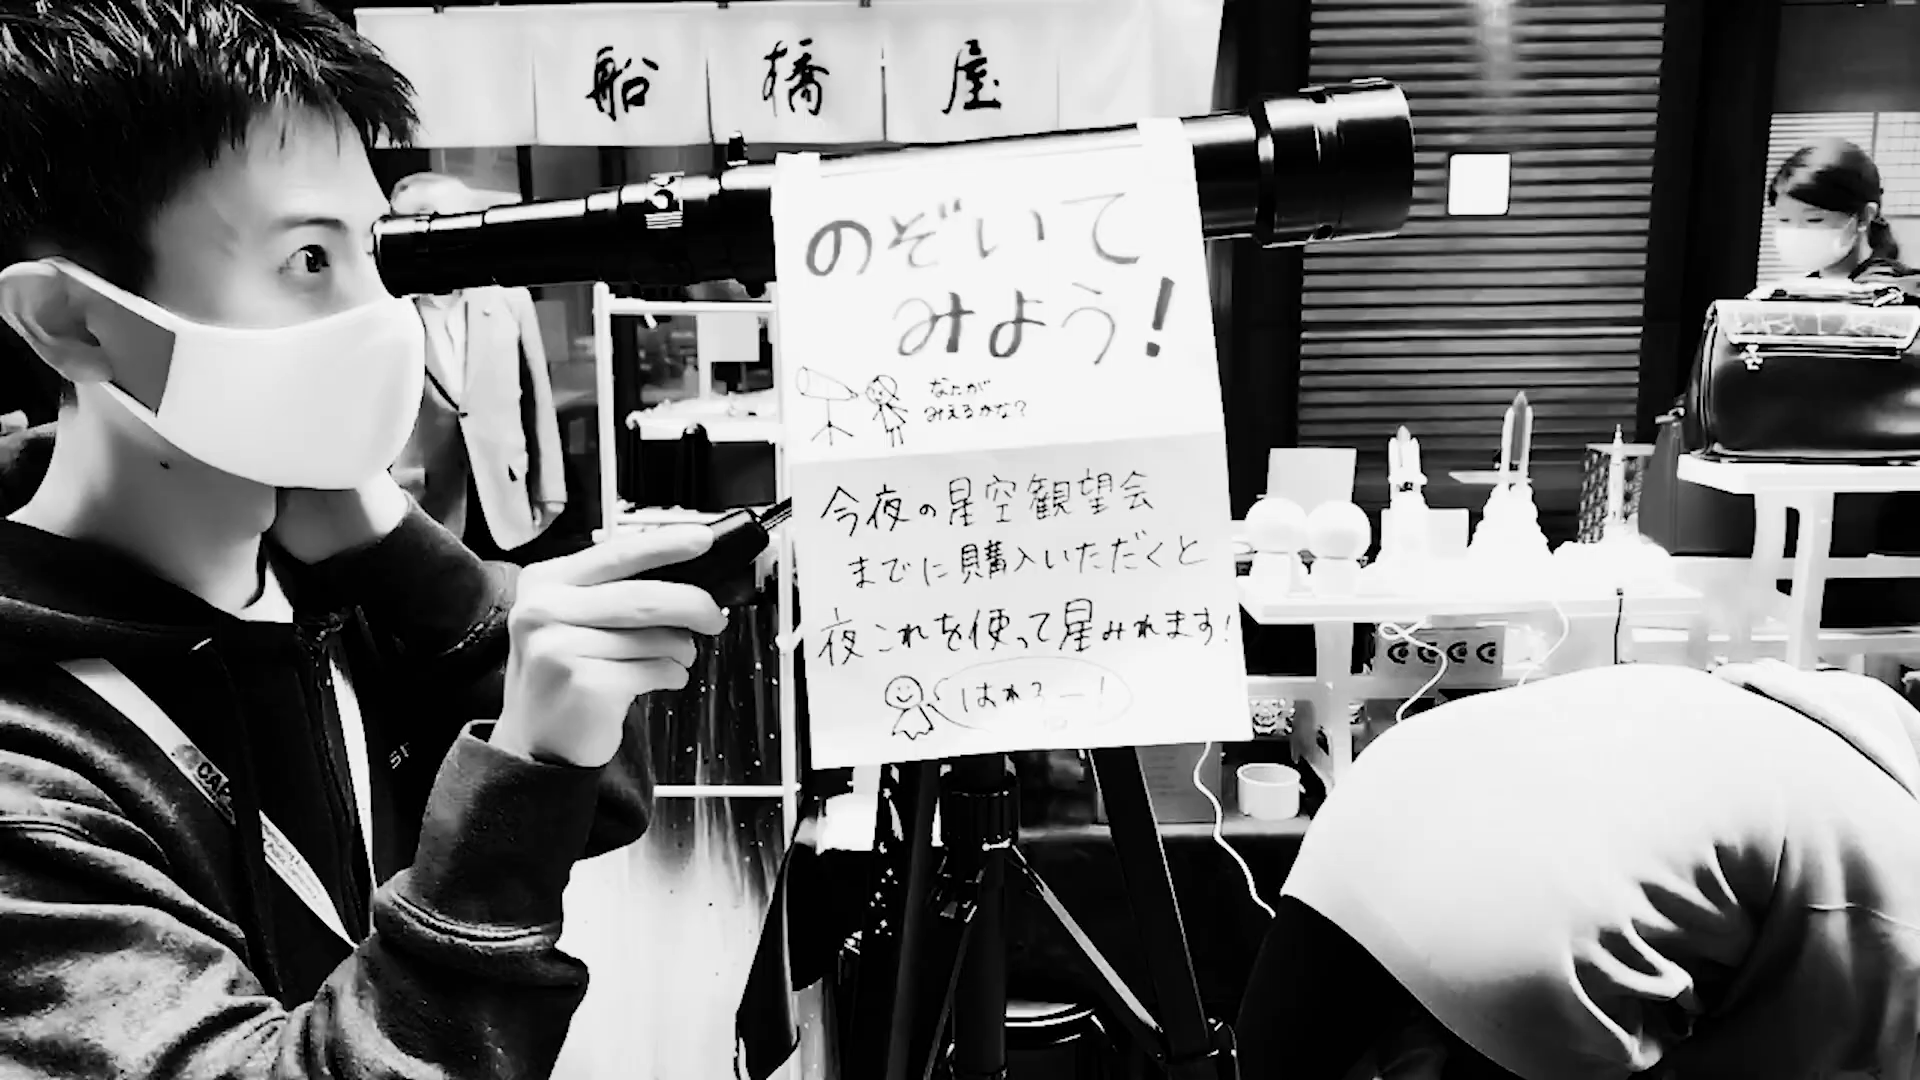 船橋屋
のぞいて
みよう!
なにが
みえるかな?
今夜の星空観望会
までに購入いただくと
夜これを使って星みれます!
はれろー!